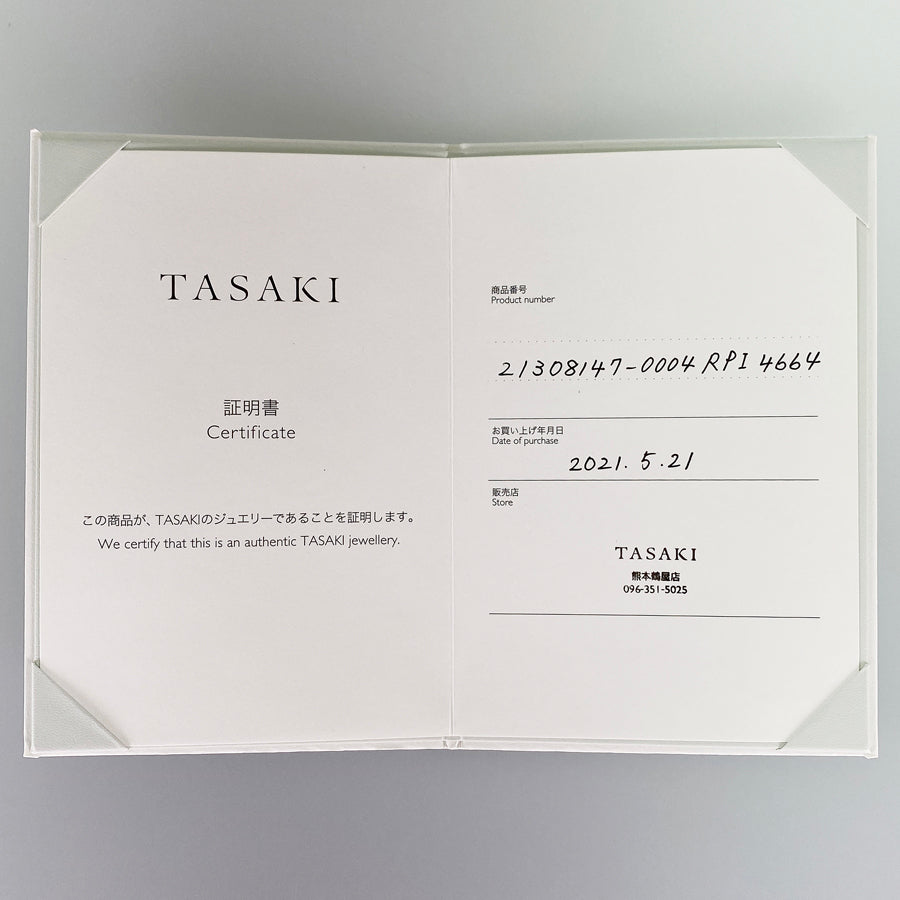 TASAKI
証明書
Certificate
この商品が、TASAKIのジュエリーであることを証明します。
We certify that this is an authentic TASAKI jewellery.
商品番号
Product number
21308147-0004 RPI 4664
お買い上げ年月日
Date of purchase
2021.5.21
販売店
Store
TASAKI
熊本鶴屋店
096-351-5025